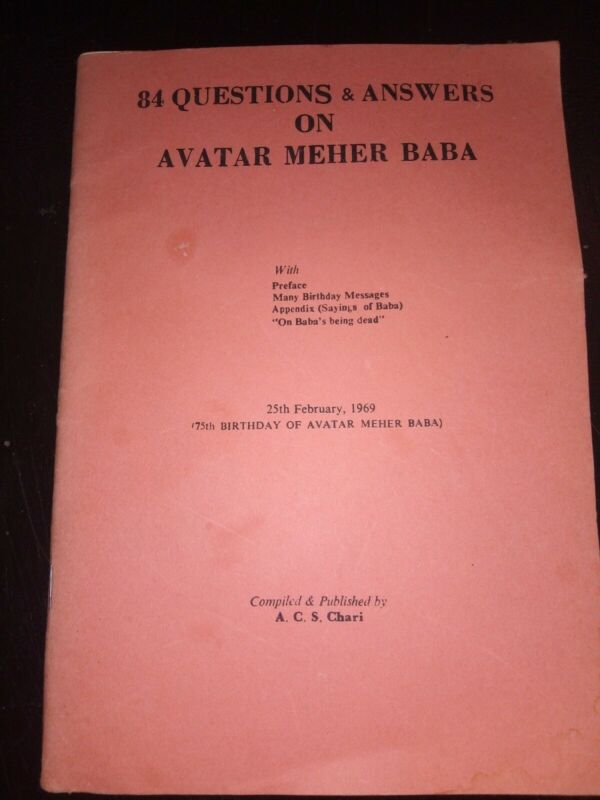 84 QUESTIONS & ANSWERS
ON
AVATAR MEHER BABA
With
Preface
Many Birthday Messages
Appendix (Sayings of Baba)
"On Baba's being dead"
25th February, 1969
(75th BIRTHDAY OF AVATAR MEHER BABA)
Compiled & Published by
A. C. S. Chari